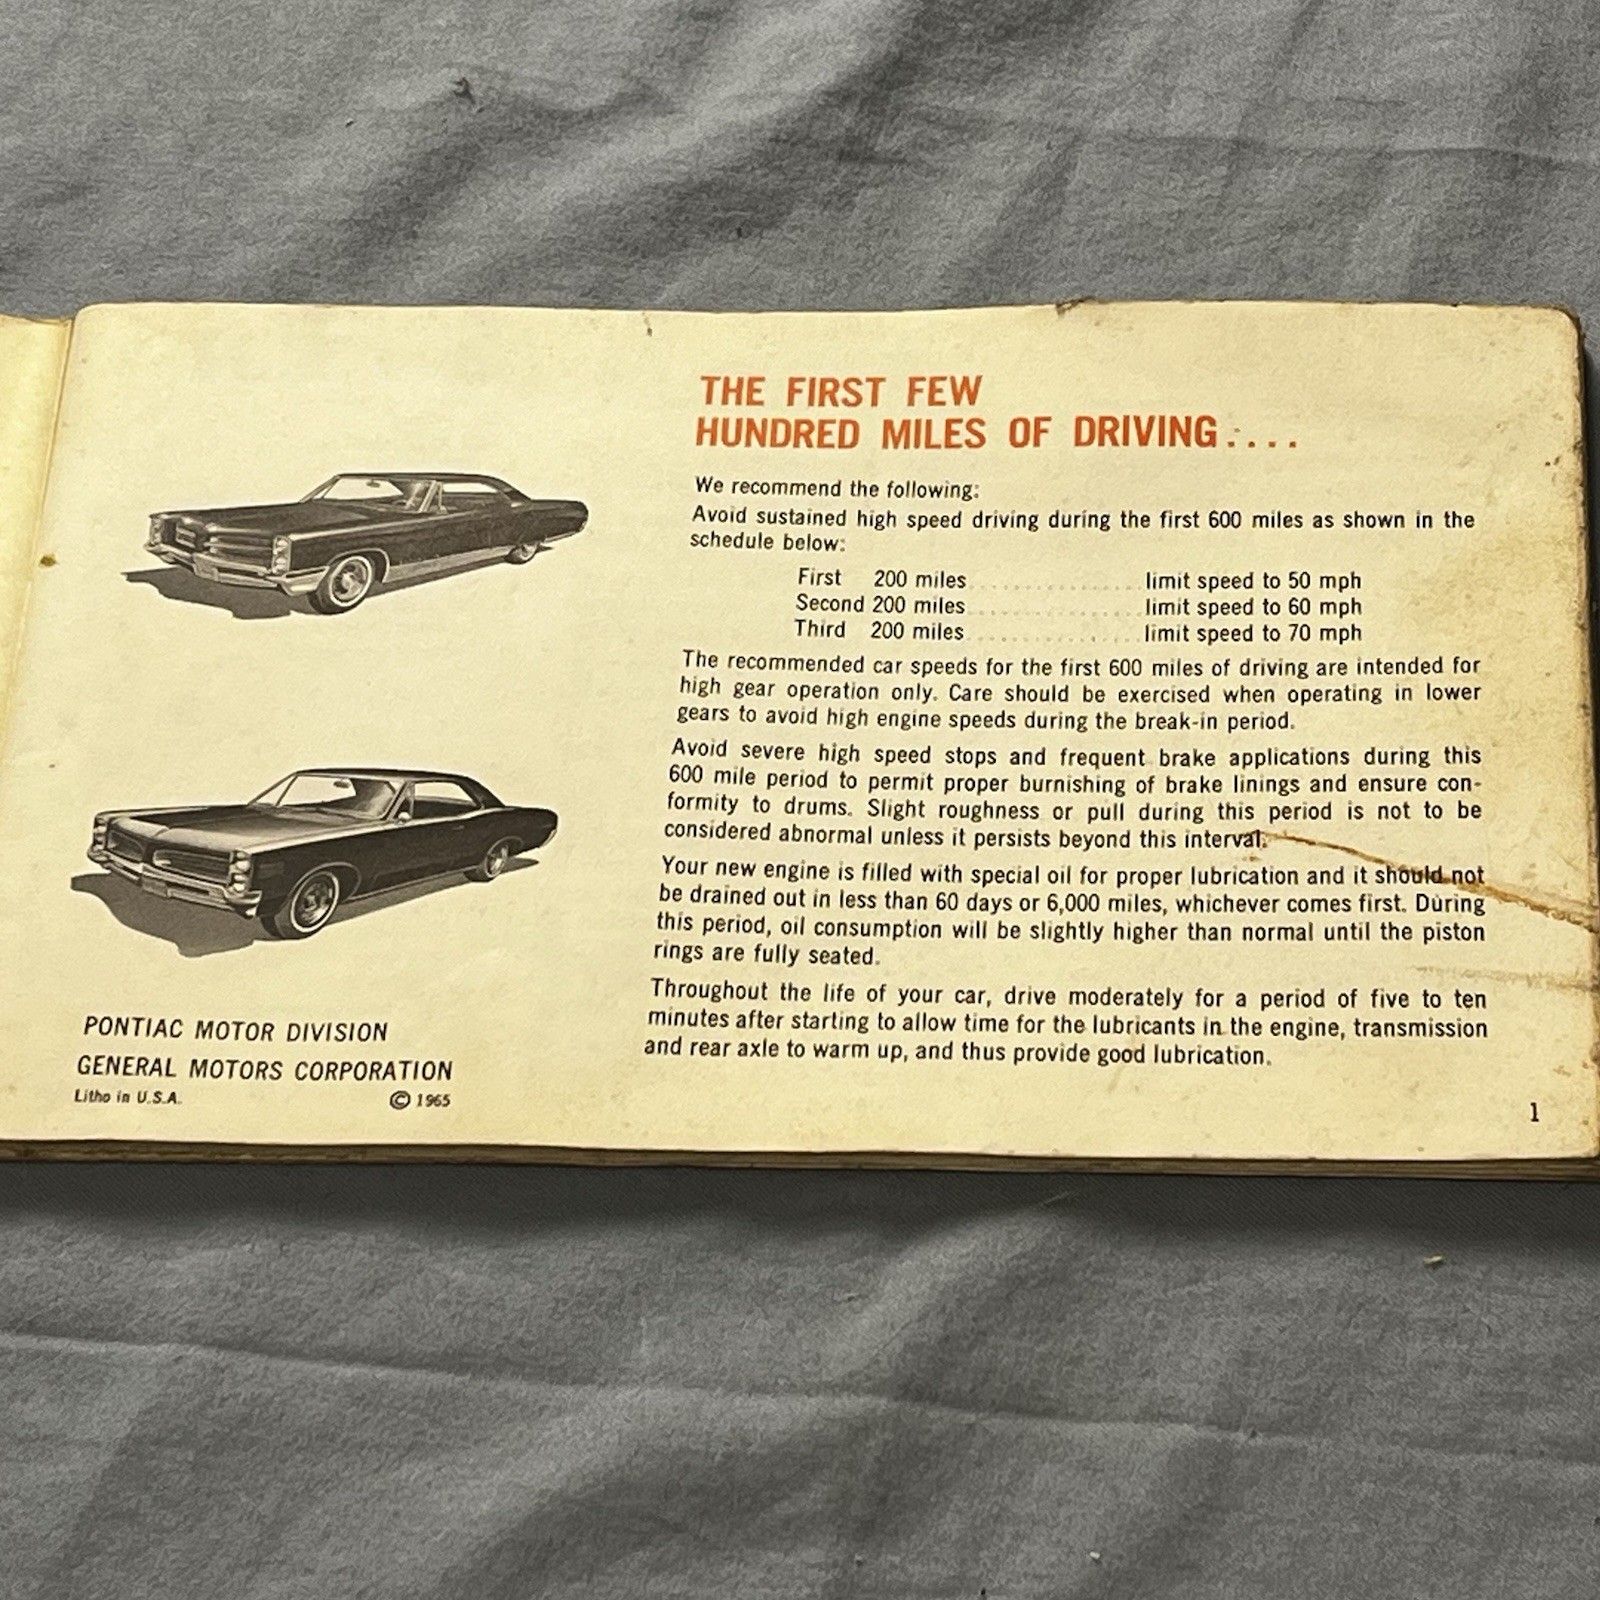 THE FIRST FEW
HUNDRED MILES OF DRIVING....
We recommend the following:
Avoid sustained high speed driving during the first 600 miles as shown in the
schedule below:
First 200 miles .................... limit speed to 50 mph
Second 200 miles .................... limit speed to 60 mph
Third 200 miles .................... limit speed to 70 mph
The recommended car speeds for the first 600 miles of driving are intended for
high gear operation only. Care should be exercised when operating in lower
gears to avoid high engine speeds during the break-in period.
Avoid severe high speed stops and frequent brake applications during this
600 mile period to permit proper burnishing of brake linings and ensure con-
formity to drums. Slight roughness or pull during this period is not to be
considered abnormal unless it persists beyond this interval.
Your new engine is filled with special oil for proper lubrication and it should not
be drained out in less than 60 days or 6,000 miles, whichever comes first. During
this period, oil consumption will be slightly higher than normal until the piston
rings are fully seated.
Throughout the life of your car, drive moderately for a period of five to ten
minutes after starting to allow time for the lubricants in the engine, transmission
and rear axle to warm up, and thus provide good lubrication.
PONTIAC MOTOR DIVISION
GENERAL MOTORS CORPORATION
Litho in U.S.A. © 1965
1